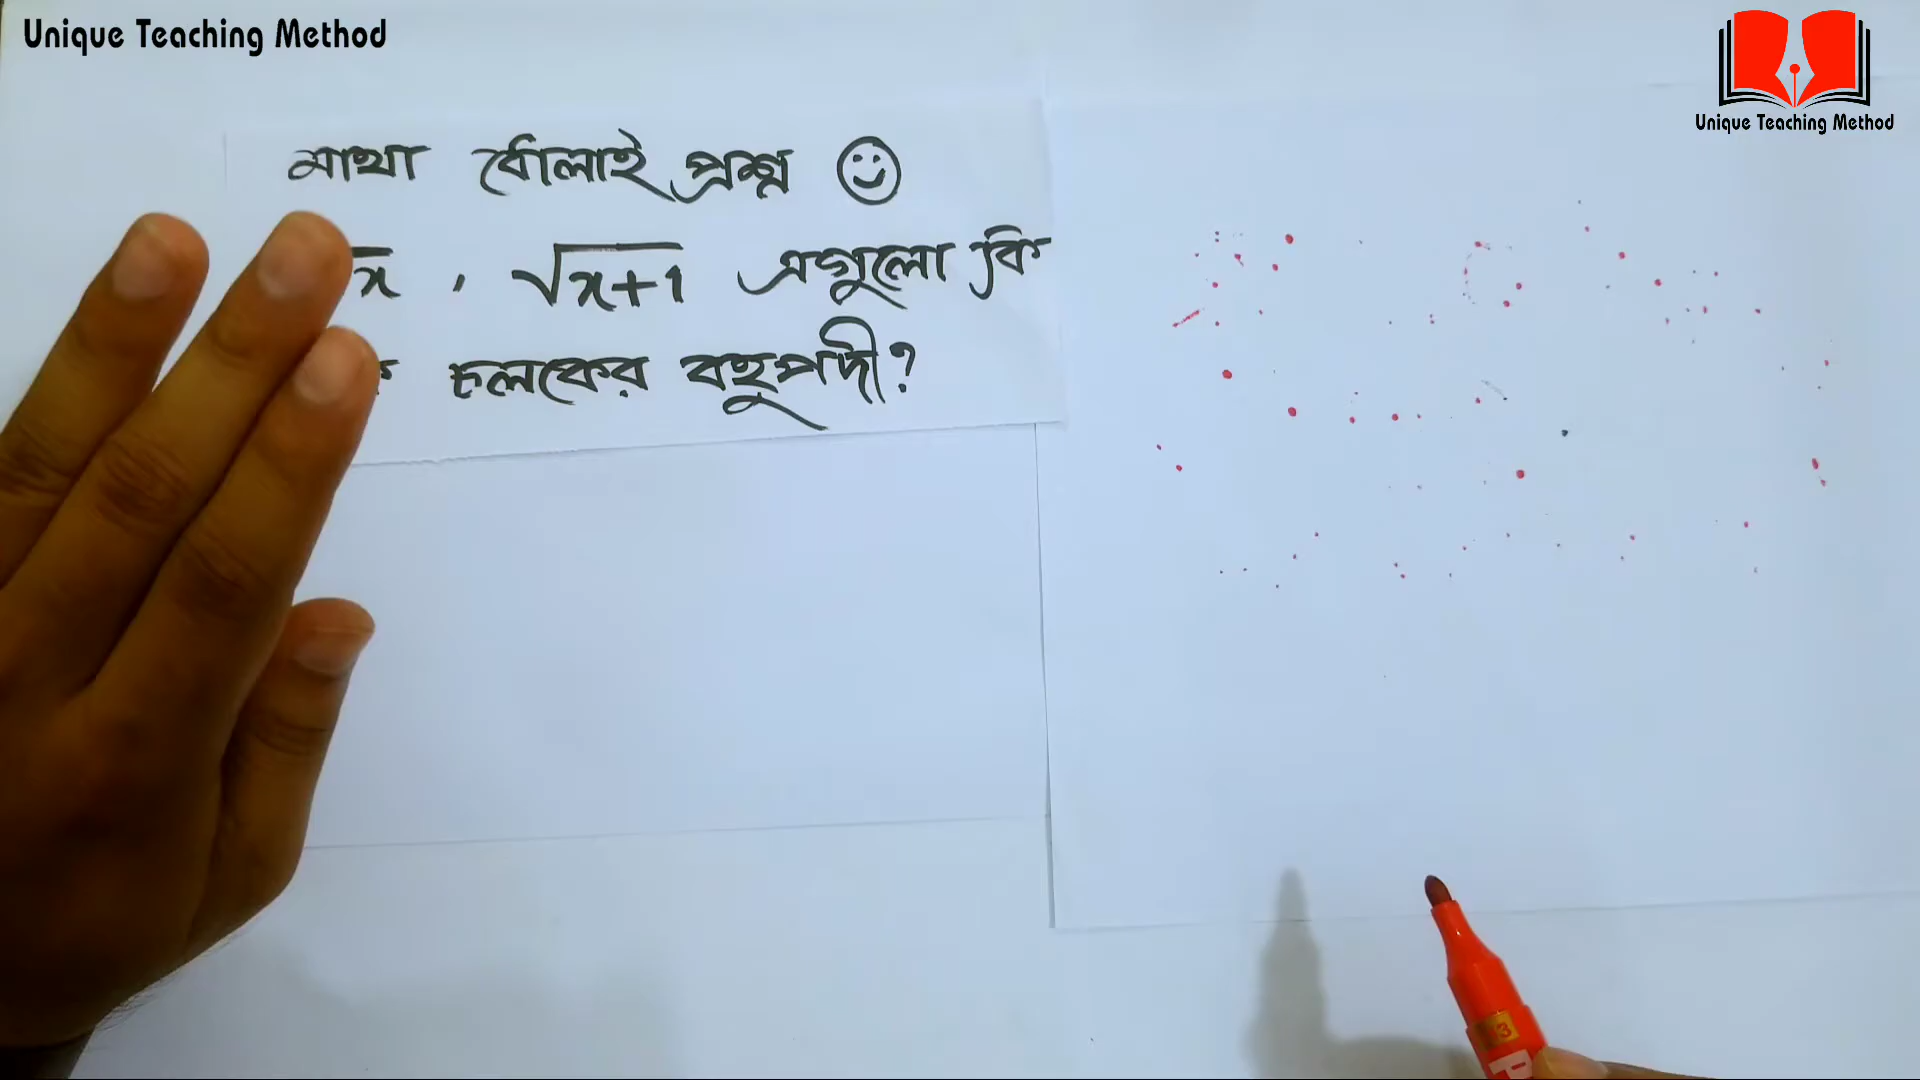 Unique Teaching Method
Unique Teaching Method
মাথা ধোলাই প্রশ্ন
x , √x+1 এগুলো কি
চলকের বহুপদী?